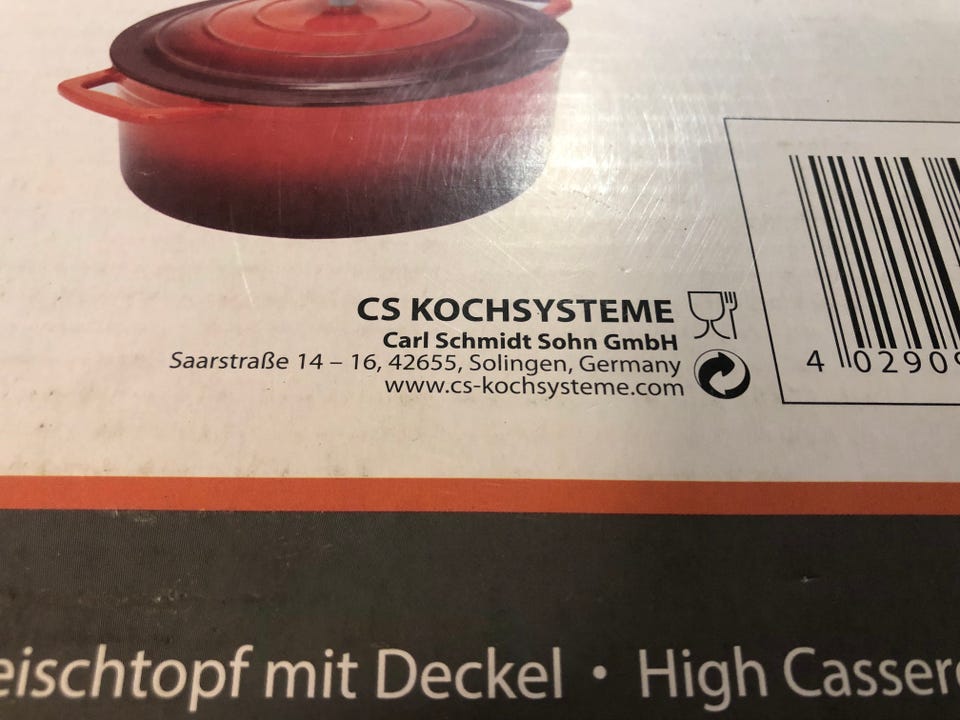 CS KOCHSYSTEME
Carl Schmidt Sohn GmbH
Saarstraße 14 – 16, 42655, Solingen, Germany
www.cs-kochsysteme.com
4 0290
eischtopf mit Deckel • High Cassero